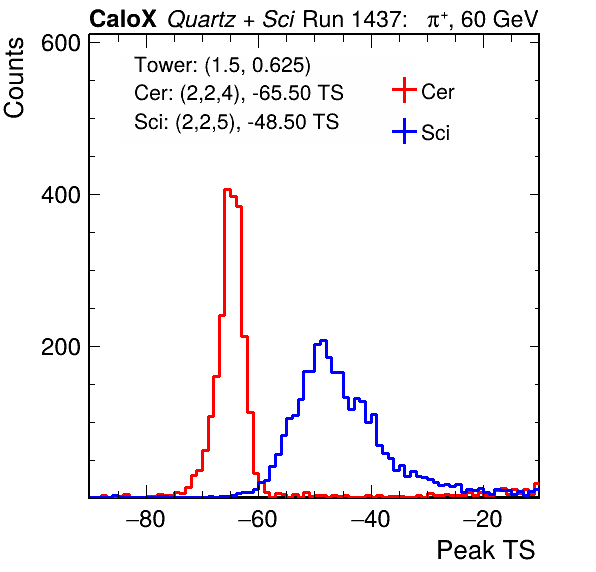 CaloX Quartz + Sci Run 1437: π+, 60 GeV
Counts
600
Tower: (1.5, 0.625)
Cer: (2,2,4), -65.50 TS
Sci: (2,2,5), -48.50 TS
Cer
Sci
400
200
−80 −60 −40 −20
Peak TS